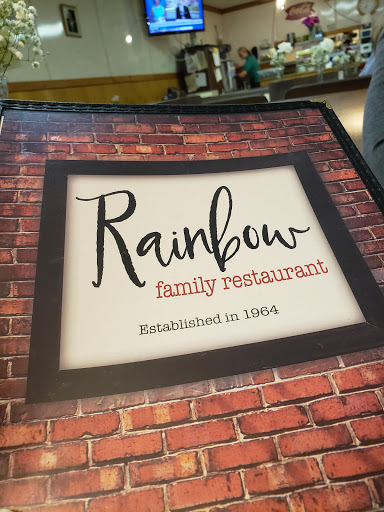 Rainbow
family restaurant
Established in 1964